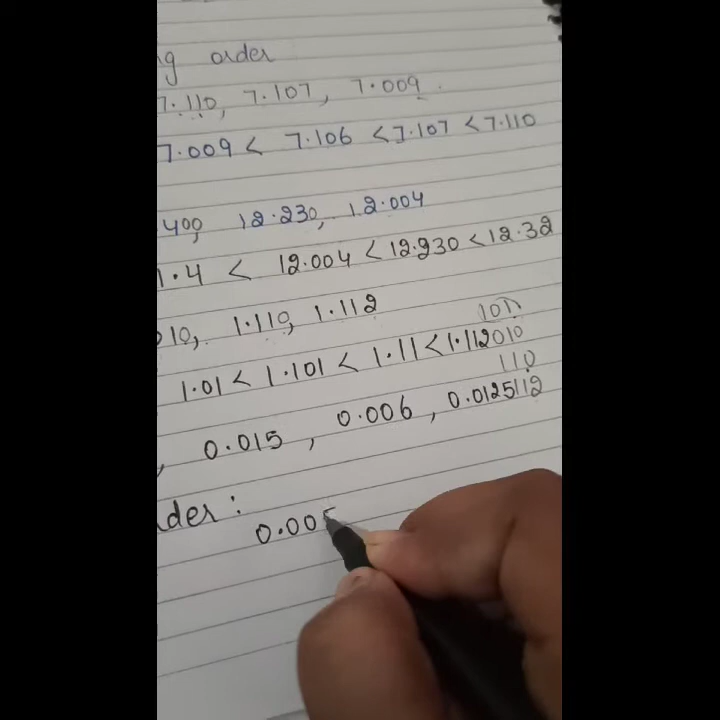 ng order
7.110, 7.107, 7.009.
7.009 < 7.106 < 7.107 < 7.110
400, 12.230, 12.004
1.4 < 12.004 < 12.230 < 12.32
010, 1.110, 1.112
101
1.01 < 1.101 < 1.11 < 1.112 010
110
, 0.015, 0.006, 0.0125 112
rder:
0.005